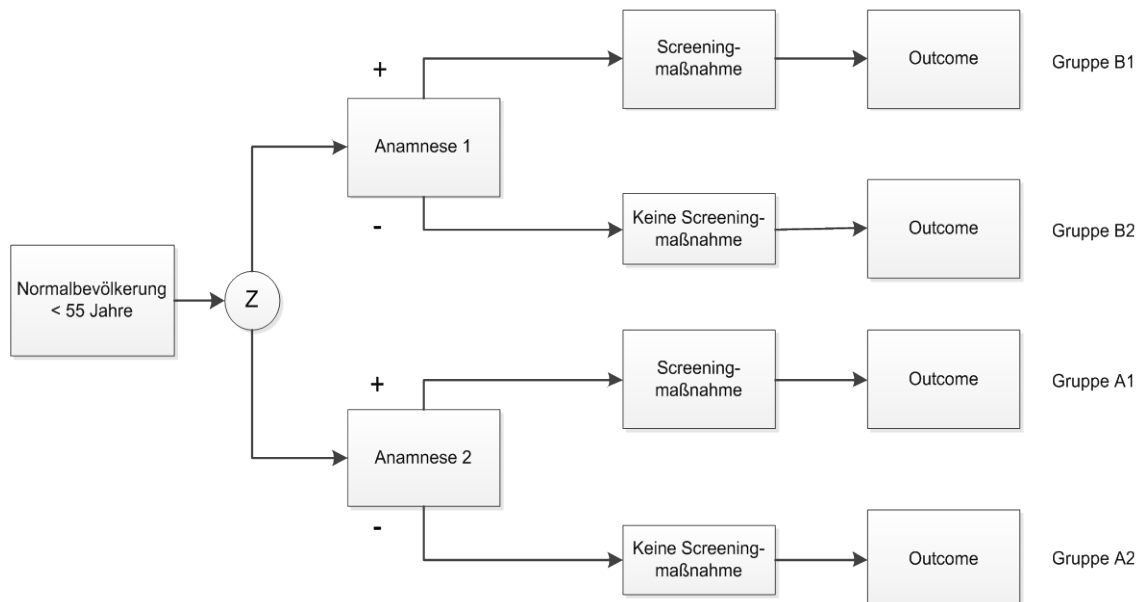 Screening-
maßnahme
Outcome
Gruppe B1
+
Anamnese 1
-
Keine Screening-
maßnahme
Outcome
Gruppe B2
Normalbevölkerung
< 55 Jahre
Z
Screening-
maßnahme
Outcome
Gruppe A1
+
Anamnese 2
-
Keine Screening-
maßnahme
Outcome
Gruppe A2